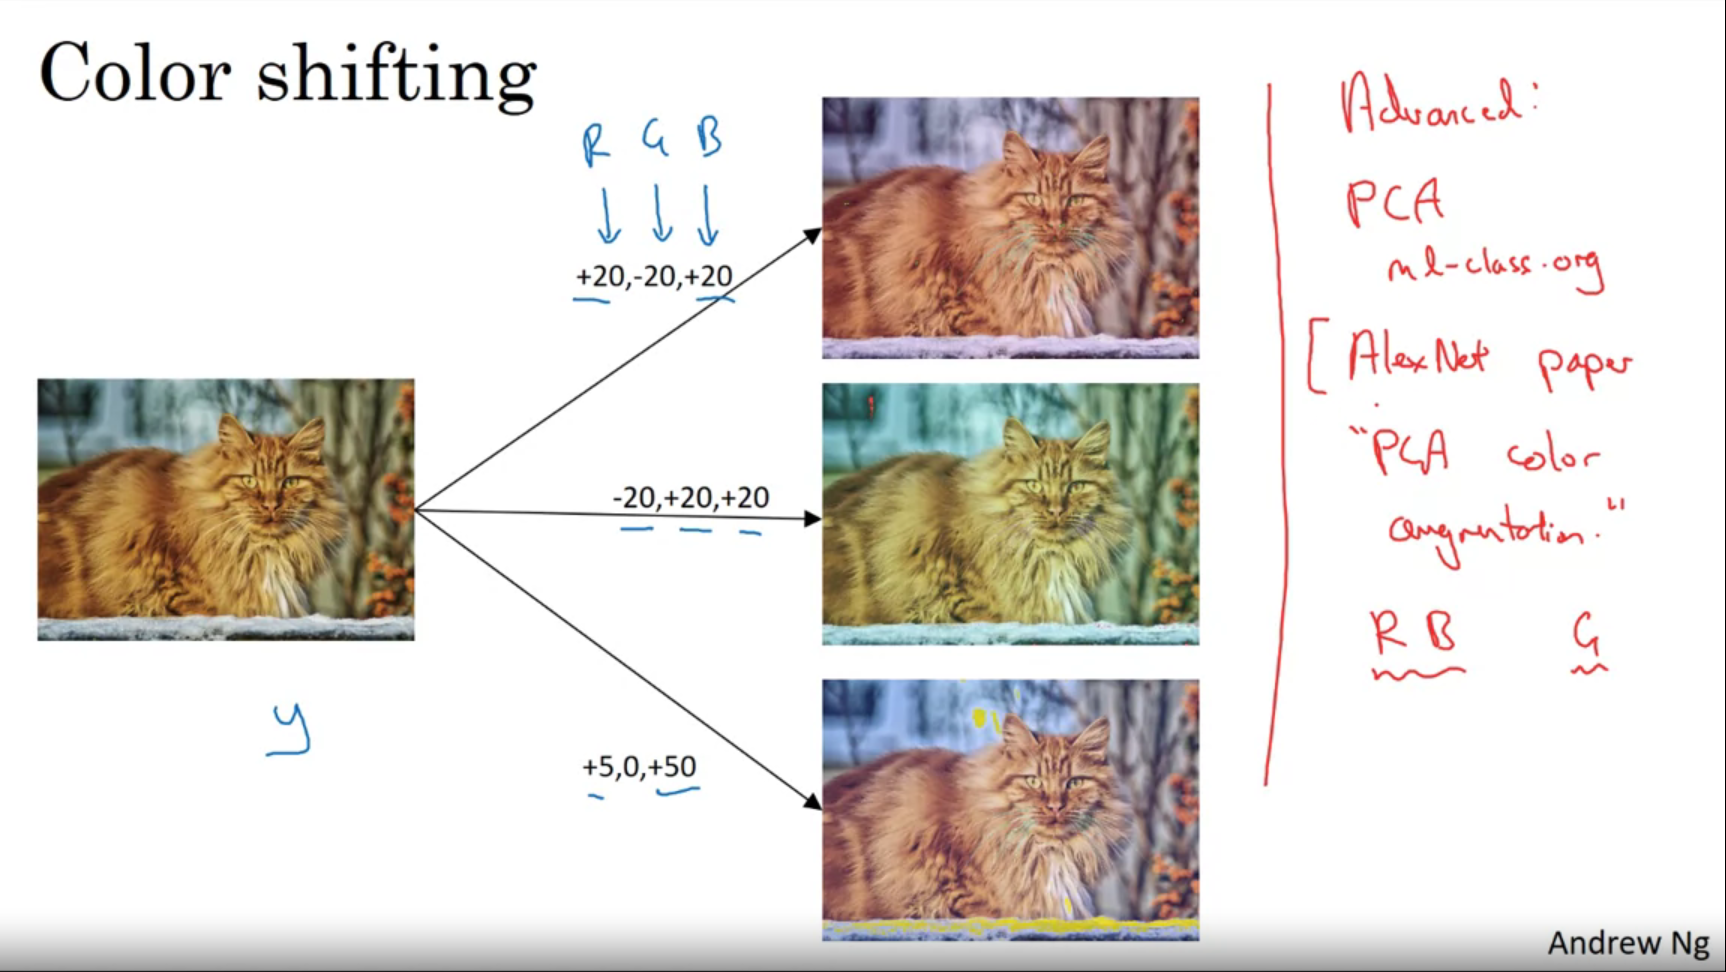 Color shifting
R G B
+20,-20,+20
-20,+20,+20
+5,0,+50
y
Advanced:
PCA
ml-class.org
[AlexNet paper
"PCA color
augmentation."
R B G
Andrew Ng